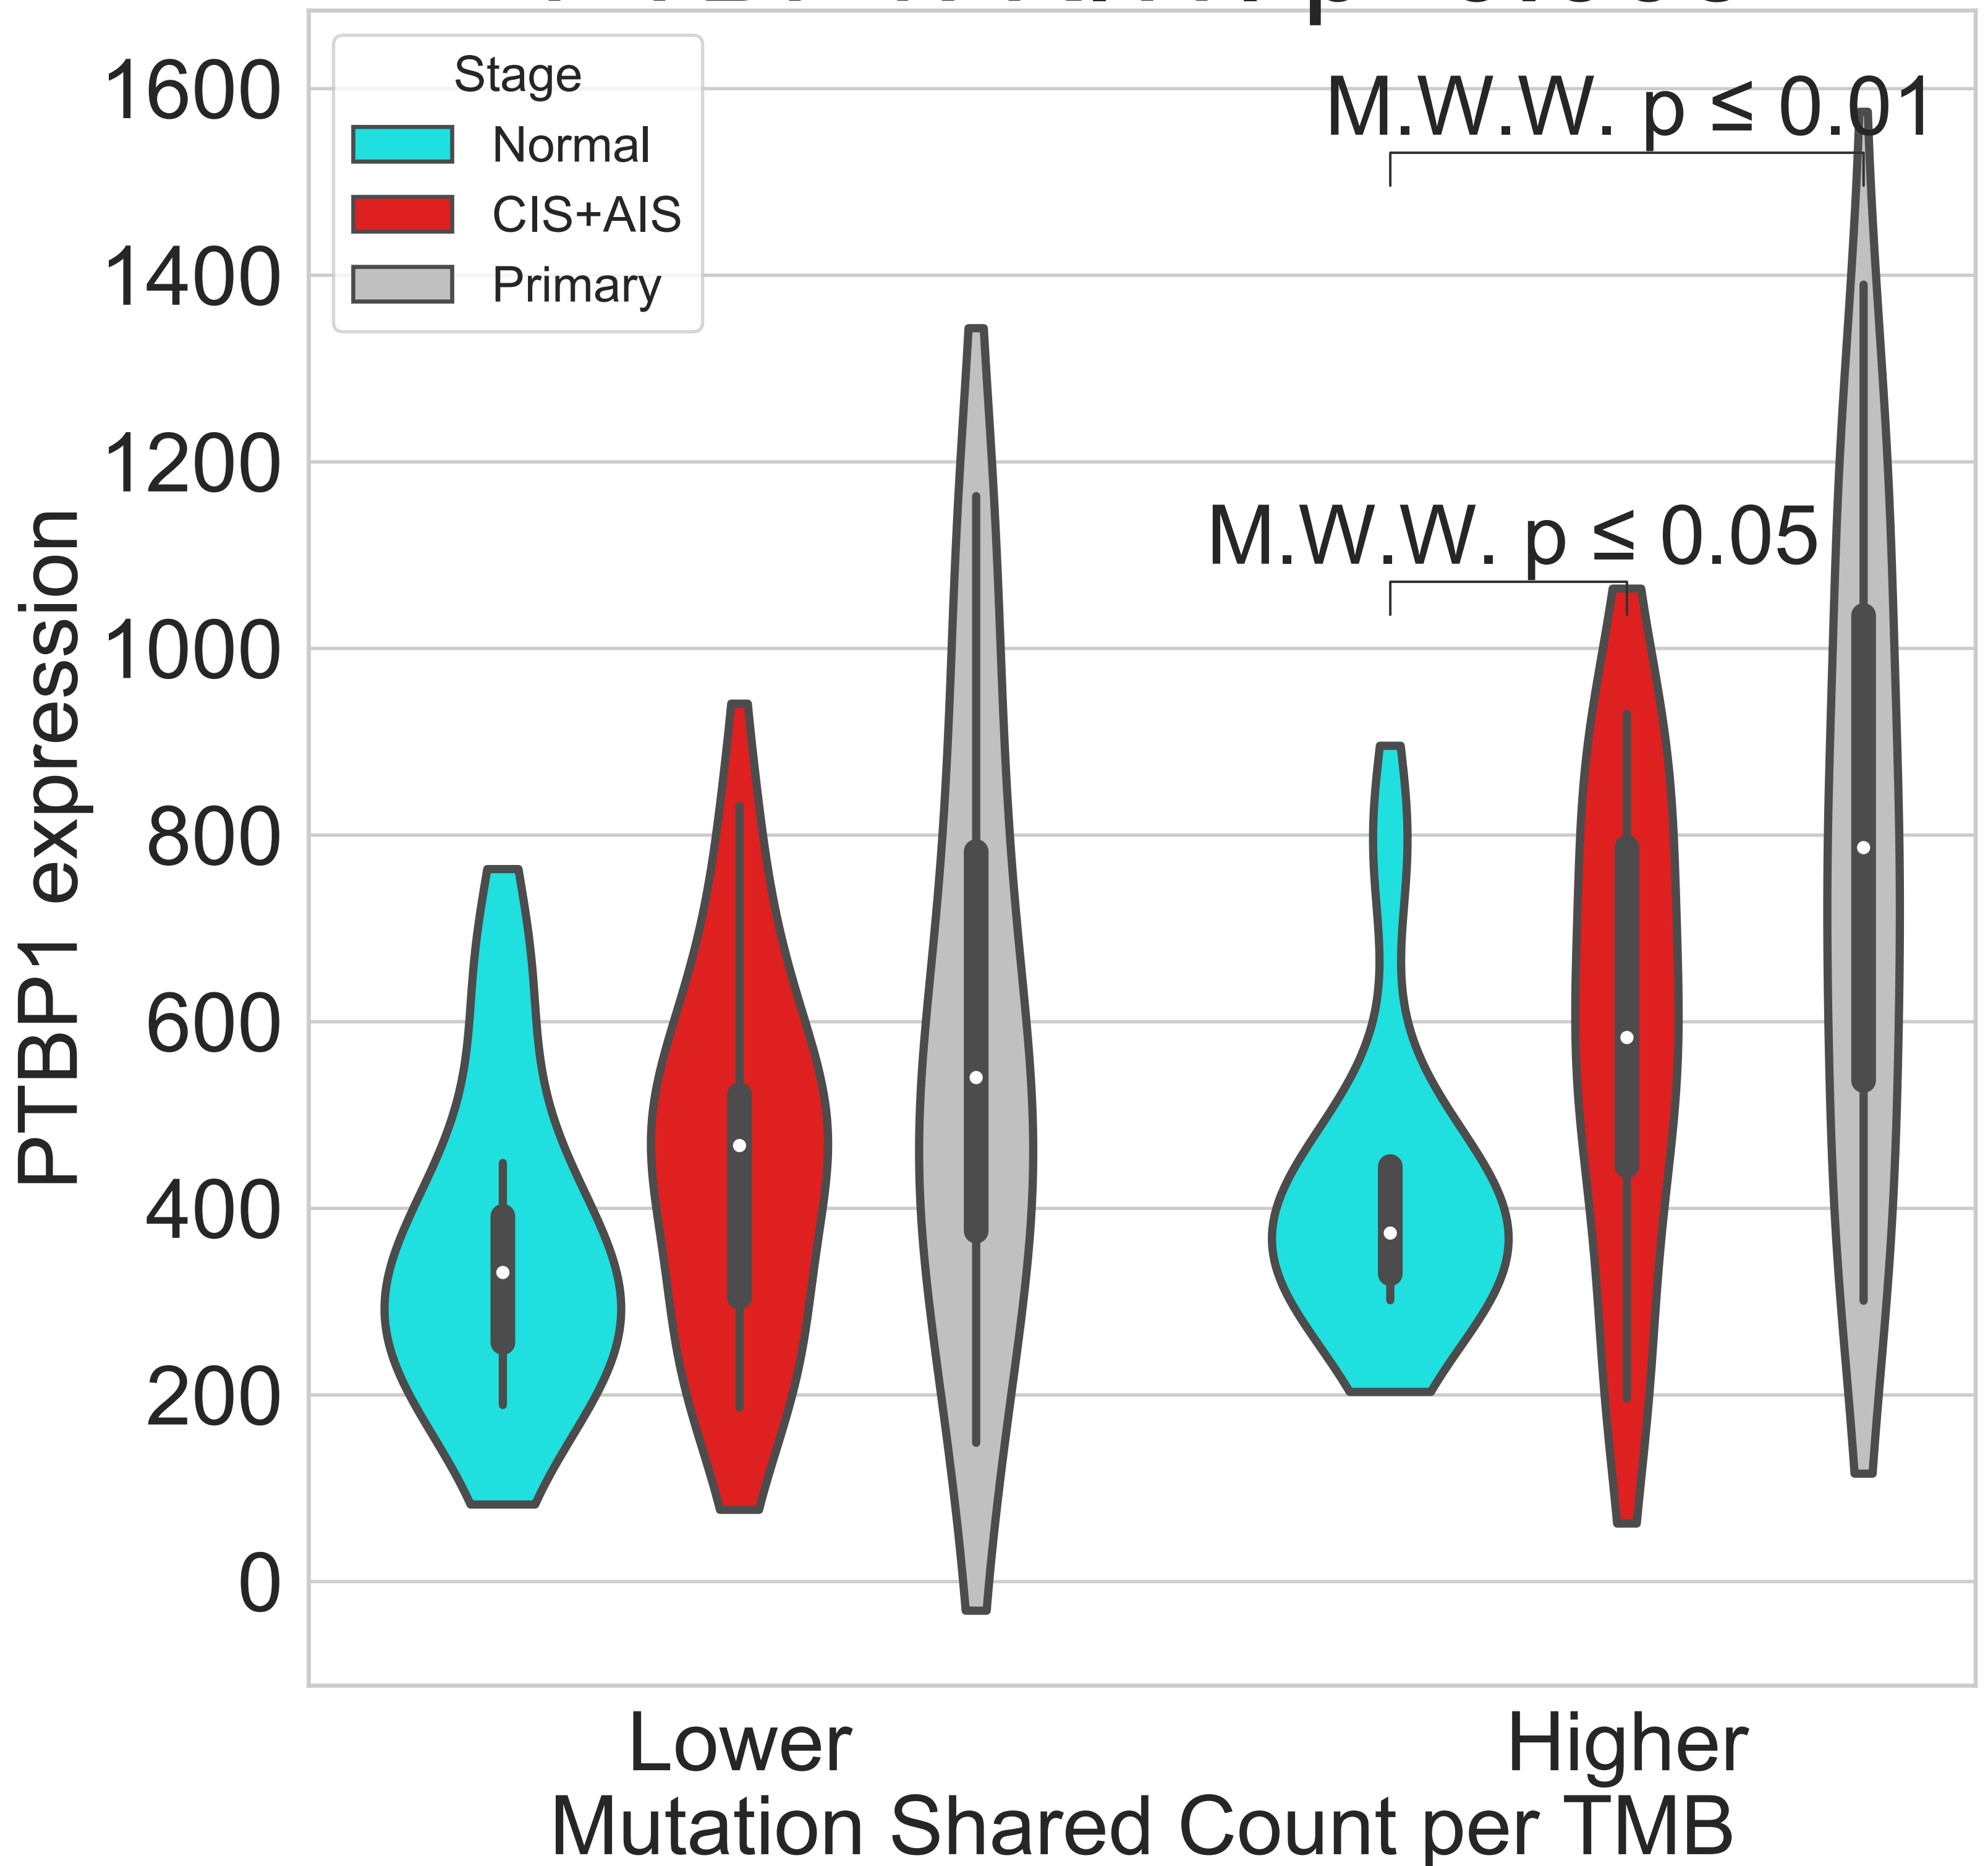 1600
1400
1200
1000
800
600
400
200
0
PTBP1 expression
Stage
Normal
CIS+AIS
Primary
M.W.W. p ≤ 0.01
M.W.W. p ≤ 0.05
Lower
Higher
Mutation Shared Count per TMB